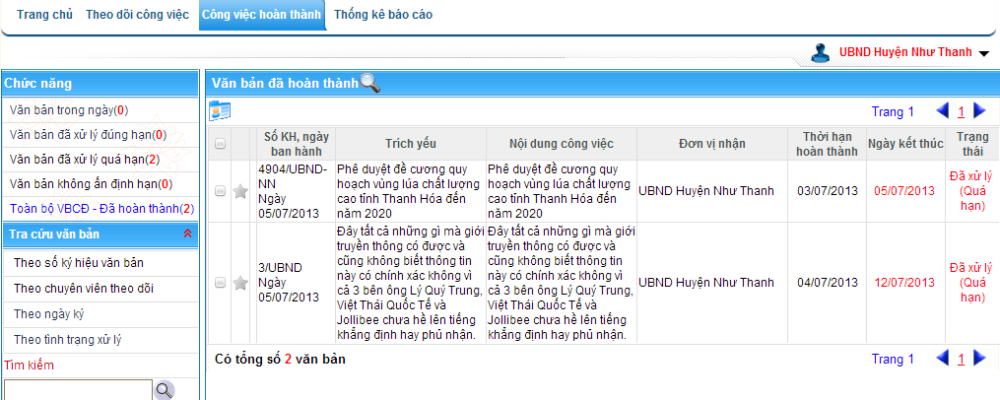 Trang chủ Theo dõi công việc Công việc hoàn thành Thống kê báo cáo
UBND Huyện Như Thanh
Chức năng
Văn bản trong ngày(0)
Văn bản đã xử lý đúng hạn(0)
Văn bản đã xử lý quá hạn(2)
Văn bản không ấn định hạn(0)
Toàn bộ VBCĐ - Đã hoàn thành(2)
Tra cứu văn bản
Theo số ký hiệu văn bản
Theo chuyên viên theo dõi
Theo ngày ký
Theo tình trạng xử lý
Tìm kiếm
Văn bản đã hoàn thành
Trang 1 1
Số KH, ngày
ban hành
Trích yếu
Nội dung công việc
Đơn vị nhận
Thời hạn
hoàn thành
Ngày kết thúc
Trạng
thái
4904/UBND-
NN
Ngày
05/07/2013
Phê duyệt đề cương quy
hoạch vùng lúa chất lượng
cao tỉnh Thanh Hóa đến
năm 2020
Phê duyệt đề cương quy
hoạch vùng lúa chất lượng
cao tỉnh Thanh Hóa đến
năm 2020
UBND Huyện Như Thanh
03/07/2013
05/07/2013
Đã xử lý
(Quá
hạn)
3/UBND
Ngày
05/07/2013
Đây tất cả những gì mà giới
truyền thông có được và
cũng không biết thông tin
này có chính xác không vì
cả 3 bên ông Lý Quý Trung,
Việt Thái Quốc Tế và
Jollibee chưa hề lên tiếng
khẳng định hay phủ nhận.
Đây tất cả những gì mà giới
truyền thông có được và
cũng không biết thông tin
này có chính xác không vì
cả 3 bên ông Lý Quý Trung,
Việt Thái Quốc Tế và
Jollibee chưa hề lên tiếng
khẳng định hay phủ nhận.
UBND Huyện Như Thanh
04/07/2013
12/07/2013
Đã xử lý
(Quá
hạn)
Có tổng số 2 văn bản
Trang 1 1